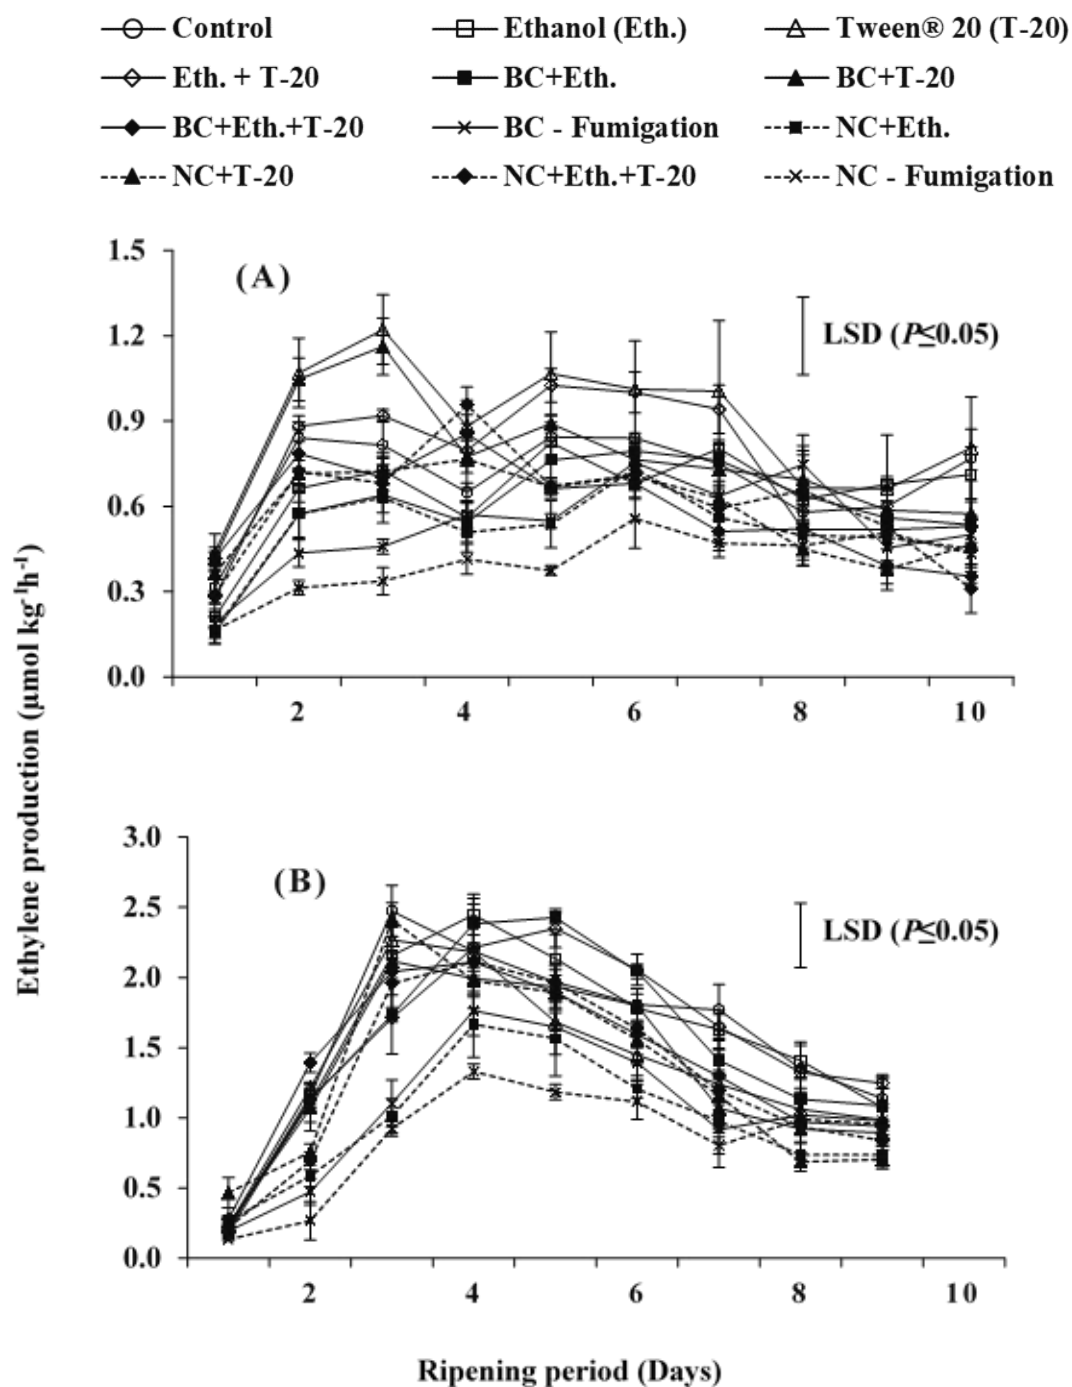 Control Ethanol (Eth.) Tween® 20 (T-20)
Eth. + T-20 BC+Eth. BC+T-20
BC+Eth.+T-20 BC - Fumigation NC+Eth.
NC+T-20 NC+Eth.+T-20 NC - Fumigation
1.5
(A)
1.2
LSD (P≤0.05)
0.9
0.6
0.3
0.0
2 4 6 8 10
Ethylene production (µmol kg-1h-1)
3.0
(B)
2.5
LSD (P≤0.05)
2.0
1.5
1.0
0.5
0.0
2 4 6 8 10
Ripening period (Days)